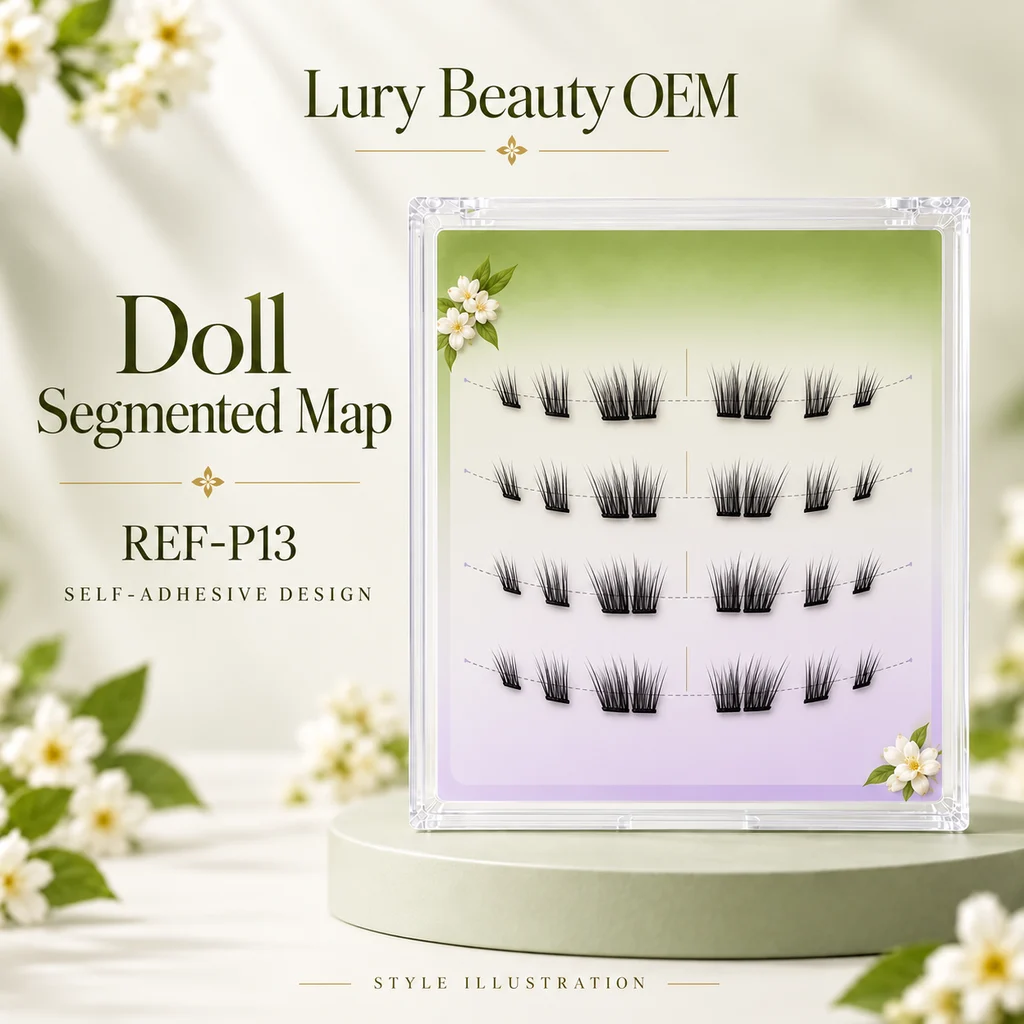 Lury Beauty OEM
Doll
Segmented Map
REF-P13
SELF-ADHESIVE DESIGN
STYLE ILLUSTRATION